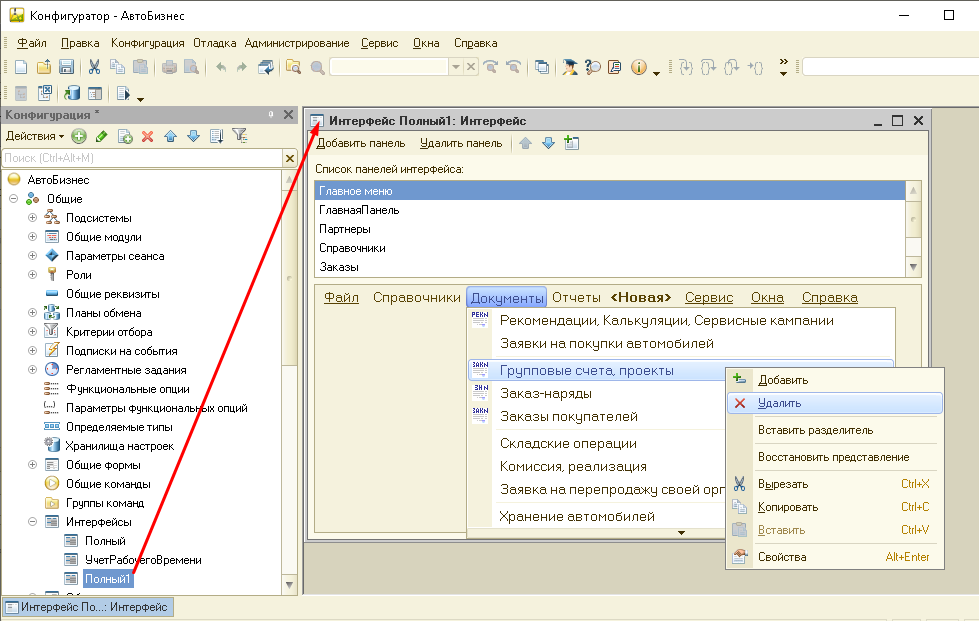 Конфигуратор - АвтоБизнес
Файл Правка Конфигурация Отладка Администрирование Сервис Окна Справка
Конфигурация *
Действия
Поиск (Ctrl+Alt+M)
АвтоБизнес
Общие
Подсистемы
Общие модули
Параметры сеанса
Роли
Общие реквизиты
Планы обмена
Критерии отбора
Подписки на события
Регламентные задания
Функциональные опции
Параметры функциональных опций
Определяемые типы
Хранилища настроек
Общие формы
Общие команды
Группы команд
Интерфейсы
Полный
УчетРабочегоВремени
Полный1
Интерфейс Полный1: Интерфейс
Добавить панель Удалить панель
Список панелей интерфейса:
Главное меню
ГлавнаяПанель
Партнеры
Справочники
Заказы
Файл Справочники Документы Отчеты <Новая> Сервис Окна Справка
РЕКН Рекомендации, Калькуляции, Сервисные кампании
Заявки на покупки автомобилей
ЗАКН Групповые счета, проекты
ЗНН Заказ-наряды
ЗАКН Заказы покупателей
Складские операции
Комиссия, реализация
Заявка на перепродажу своей орг
Хранение автомобилей
Добавить
Удалить
Вставить разделитель
Восстановить представление
Вырезать Ctrl+X
Копировать Ctrl+C
Вставить Ctrl+V
Свойства Alt+Enter
Интерфейс По...: Интерфейс